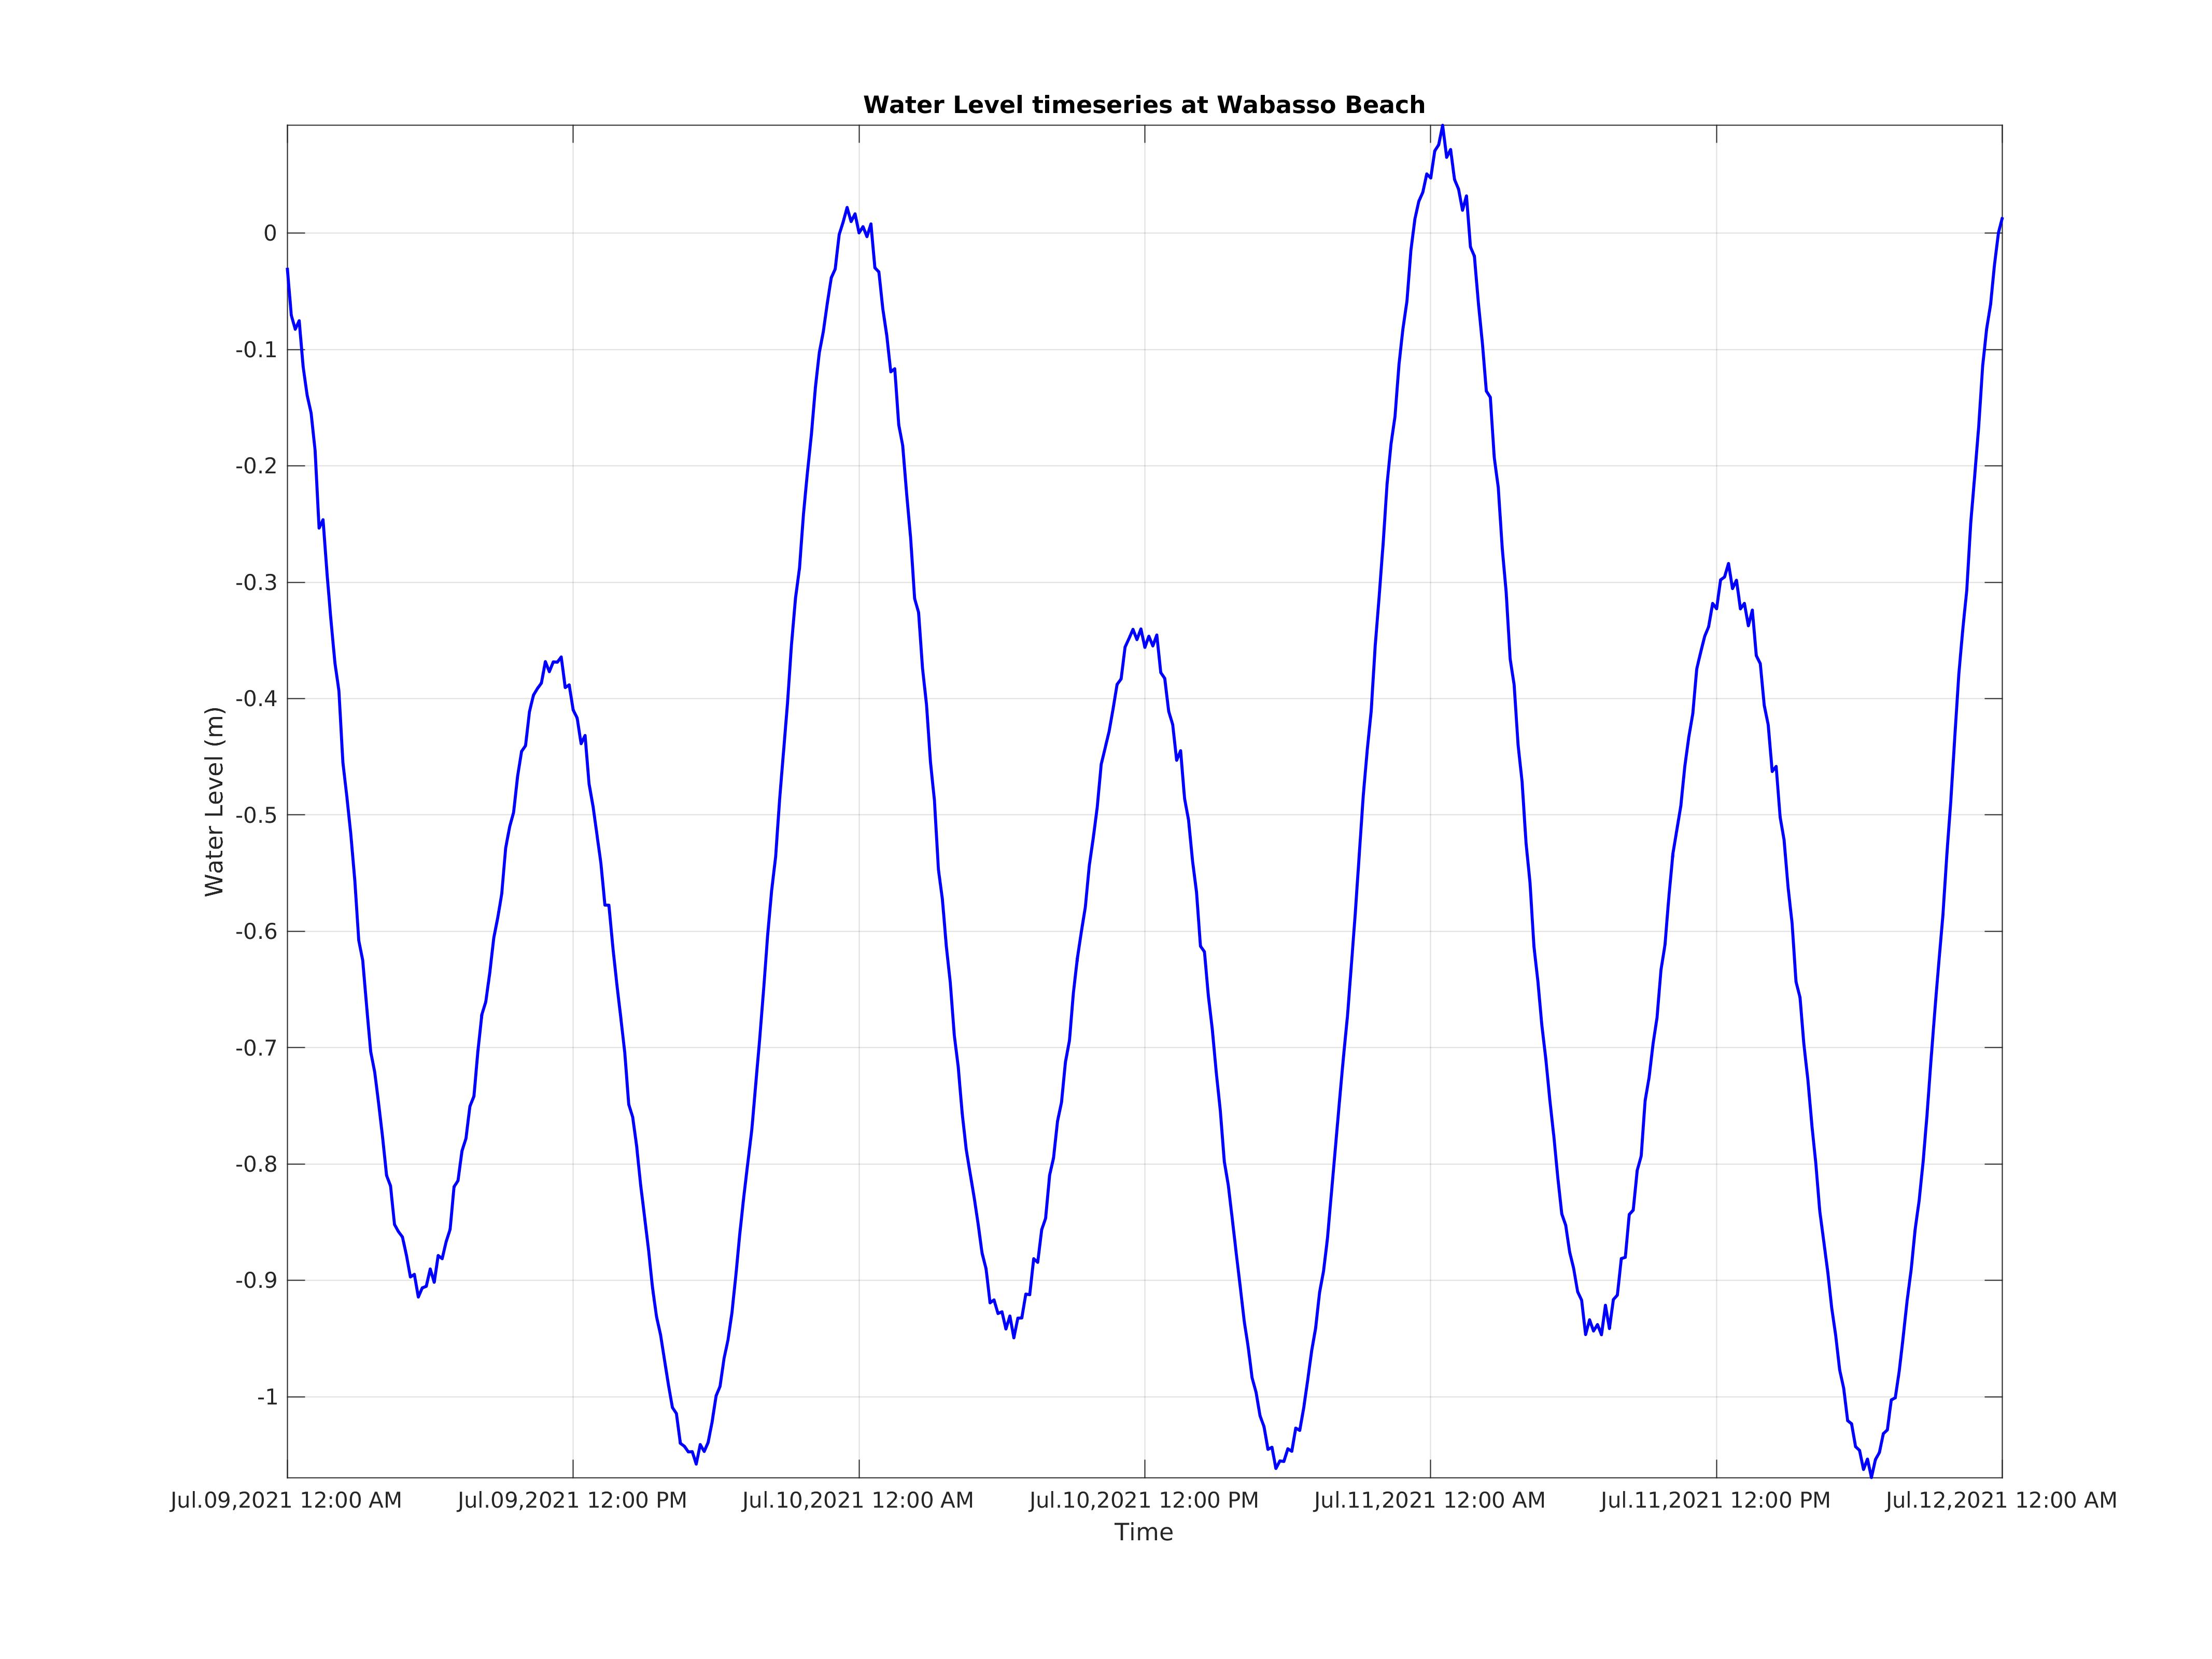 Water Level timeseries at Wabasso Beach
0
-0.1
-0.2
-0.3
-0.4
-0.5
-0.6
-0.7
-0.8
-0.9
-1
Water Level (m)
Jul.09,2021 12:00 AM
Jul.09,2021 12:00 PM
Jul.10,2021 12:00 AM
Jul.10,2021 12:00 PM
Jul.11,2021 12:00 AM
Jul.11,2021 12:00 PM
Jul.12,2021 12:00 AM
Time